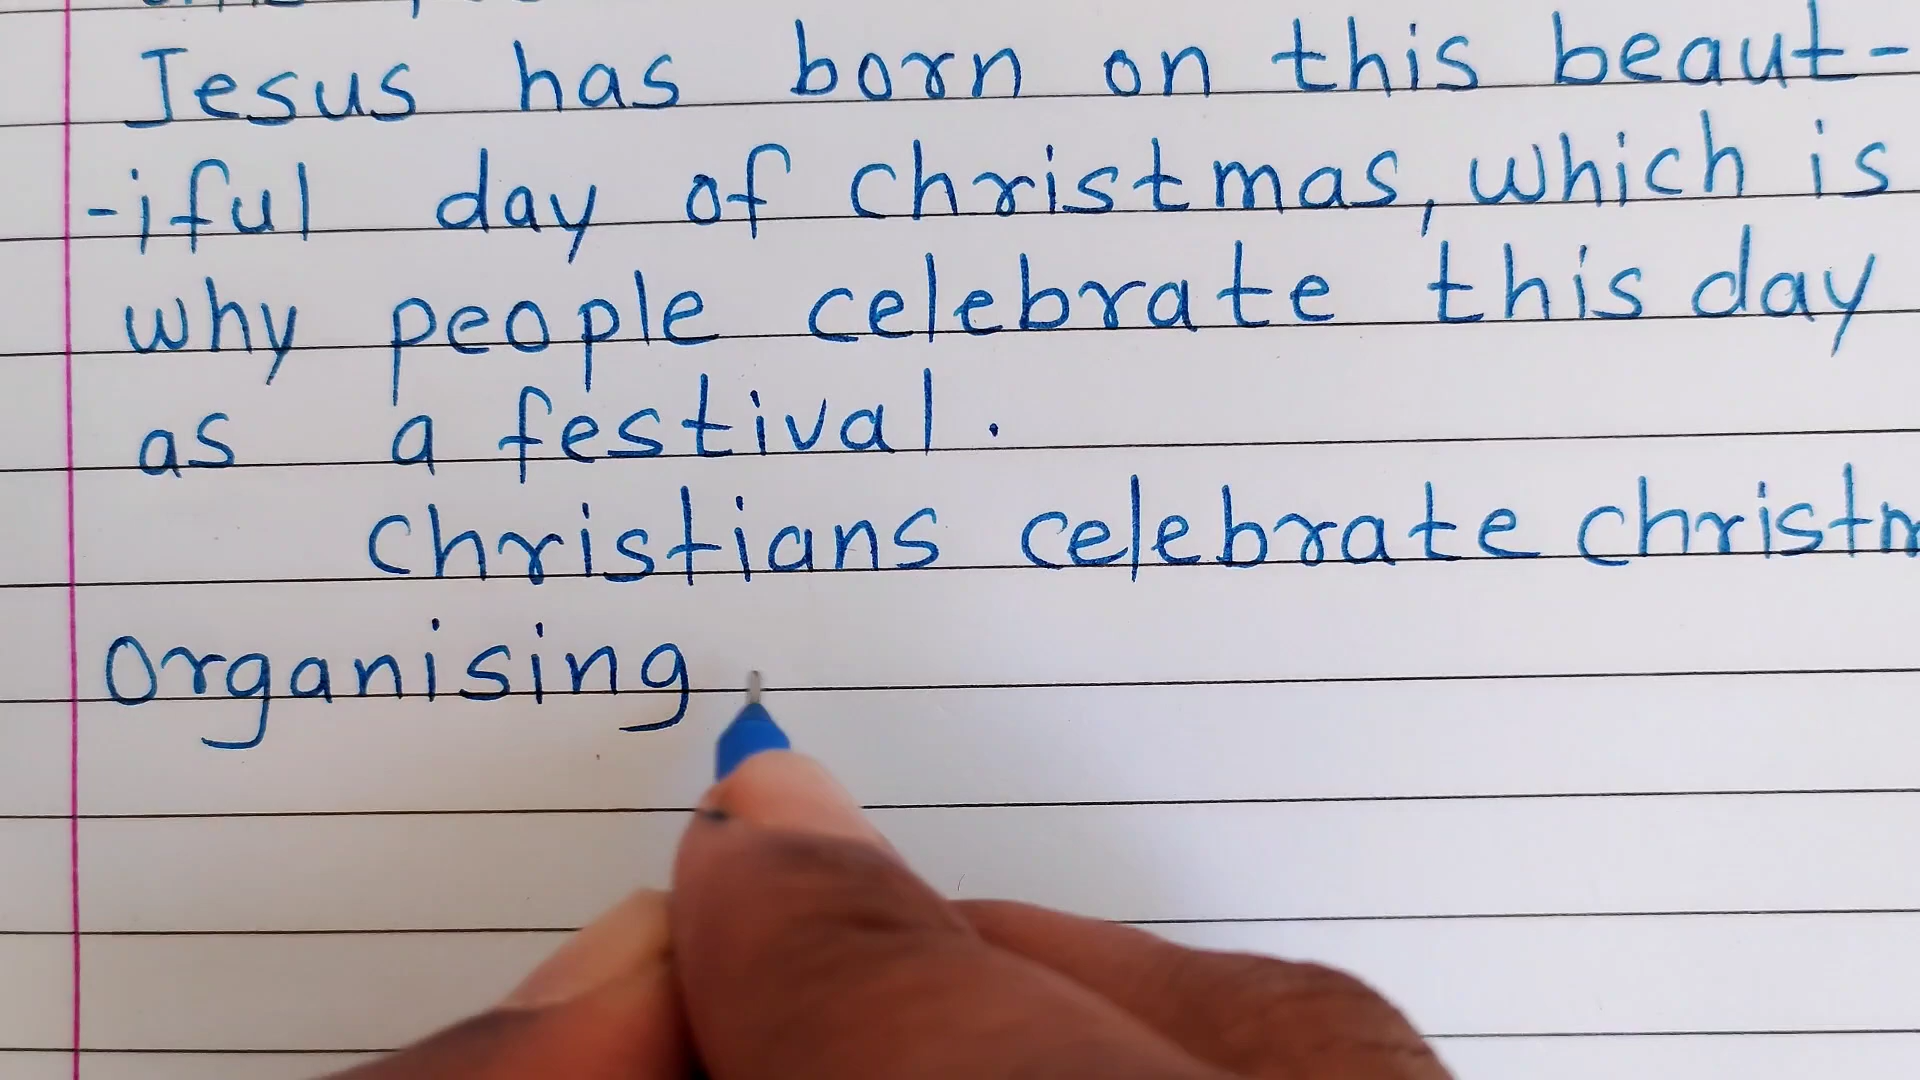 Jesus has born on this beaut-
-iful day of christmas, which is
why people celebrate this day
as a festival.
christians celebrate
organising